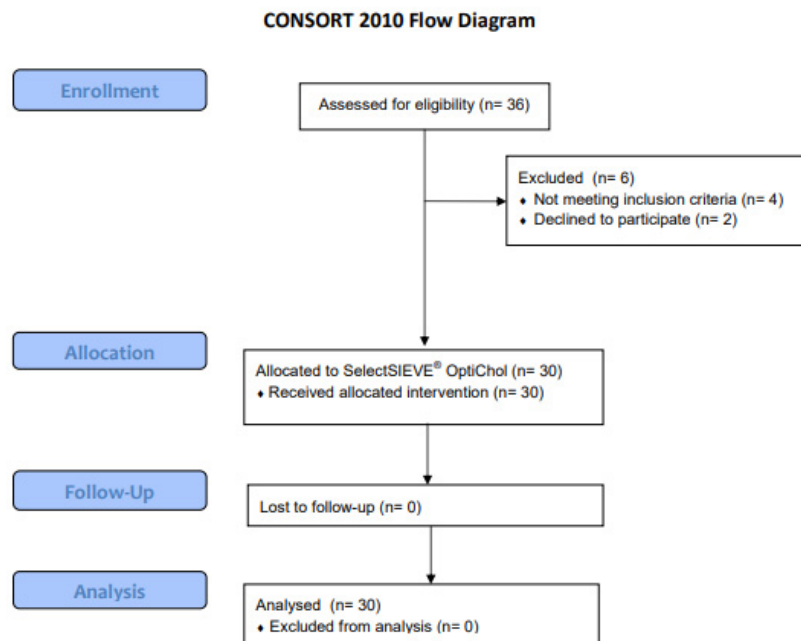 CONSORT 2010 Flow Diagram
Enrollment
Assessed for eligibility (n= 36)
Excluded (n= 6)
♦ Not meeting inclusion criteria (n= 4)
♦ Declined to participate (n= 2)
Allocation
Allocated to SelectSIEVE® OptiChol (n= 30)
♦ Received allocated intervention (n= 30)
Follow-Up
Lost to follow-up (n= 0)
Analysis
Analysed (n= 30)
♦ Excluded from analysis (n= 0)